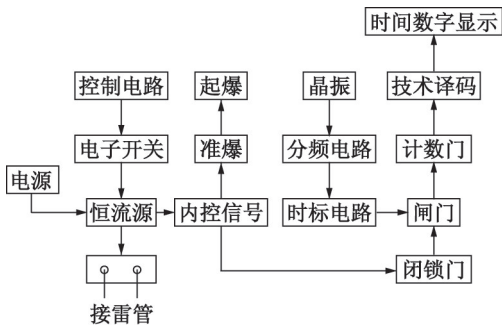 时间数字显示
控制电路 起爆 晶振 技术译码
电子开关 准爆 分频电路 计数门
电源
恒流源 内控信号 时标电路 闸门
闭锁门
接雷管